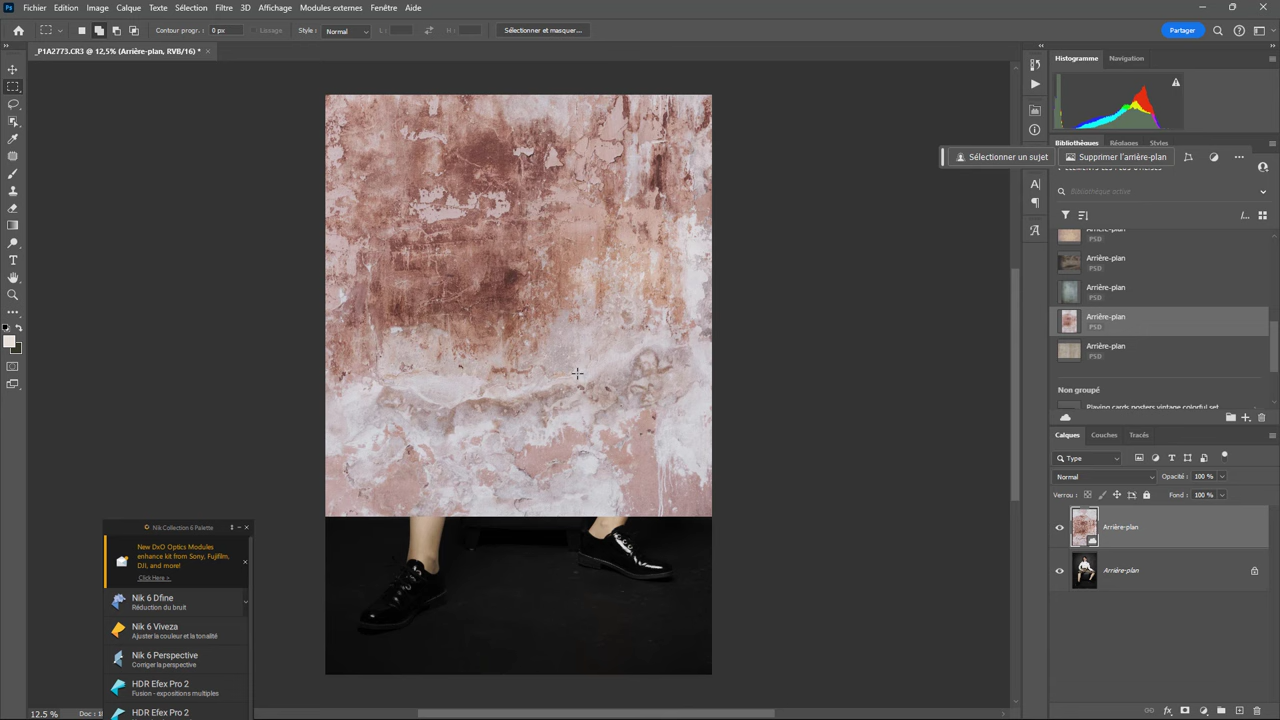 Ps Fichier Edition Image Calque Texte Sélection Filtre 3D Affichage Modules externes Fenêtre Aide
Contour progr. : 0 px Lissage Style : Normal L : H : Sélectionner et masquer... Partager
_P1A2773.CR3 @ 12,5% (Arrière-plan, RVB/16) *
Histogramme Navigation
Bibliothèques Réglages Styles
Sélectionner un sujet Supprimer l'arrière-plan
Bibliothèque active
Arrière-plan
PSD
Arrière-plan
PSD
Arrière-plan
PSD
Arrière-plan
PSD
Arrière-plan
PSD
Non groupé
Playing cards posters vintage colorful set
Calques Couches Tracés
Type
Normal Opacité : 100 %
Verrou : Fond : 100 %
Arrière-plan
Arrière-plan
Nik Collection 6 Palette
New DxO Optics Modules
enhance kit from Sony, Fujifilm,
DJI, and more!
Click Here >
Nik 6 Dfine
Réduction du bruit
Nik 6 Viveza
Ajuster la couleur et la tonalité
Nik 6 Perspective
Corriger la perspective
HDR Efex Pro 2
Fusion - expositions multiples
HDR Efex Pro 2
12,5 %